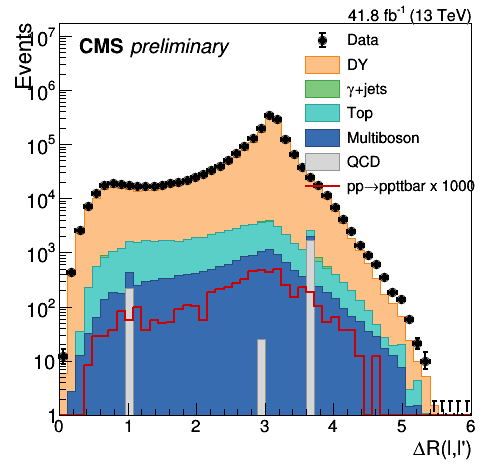 41.8 fb⁻¹ (13 TeV)
Events
CMS preliminary
Data
DY
γ+jets
Top
Multiboson
QCD
pp→ppttbar x 1000
10⁷
10⁶
10⁵
10⁴
10³
10²
10
1
0 1 2 3 4 5 6
ΔR(l,l')